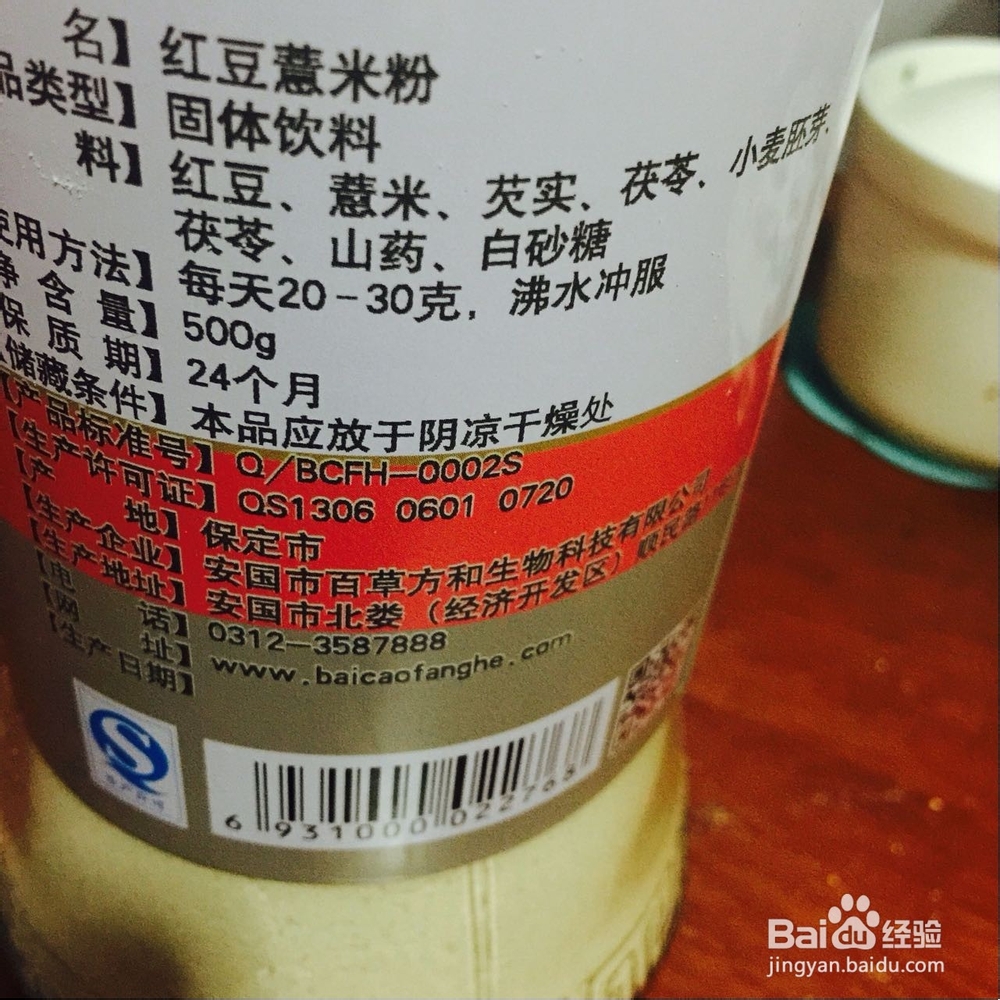 名】 红豆薏米粉
品类型】 固体饮料
料】 红豆、薏米、芡实、茯苓、小麦胚芽、
茯苓、山药、白砂糖
使用方法】 每天20-30克，沸水冲服
净含量】 500g
保质期】 24个月
【储藏条件】 本品应放于阴凉干燥处
【产品标准号】 Q/BCFH—0002S
【生产许可证】 QS1306 0601 0720
【产地】 保定市
【生产企业】 安国市百草方和生物科技有限公司
【生产地址】 安国市北娄（经济开发区）顺民路
【电话】 0312—3587888
【网址】 www.baicaofanghe.com
【生产日期】
6 931000 022768
Baidu经验
jingyan.baidu.com